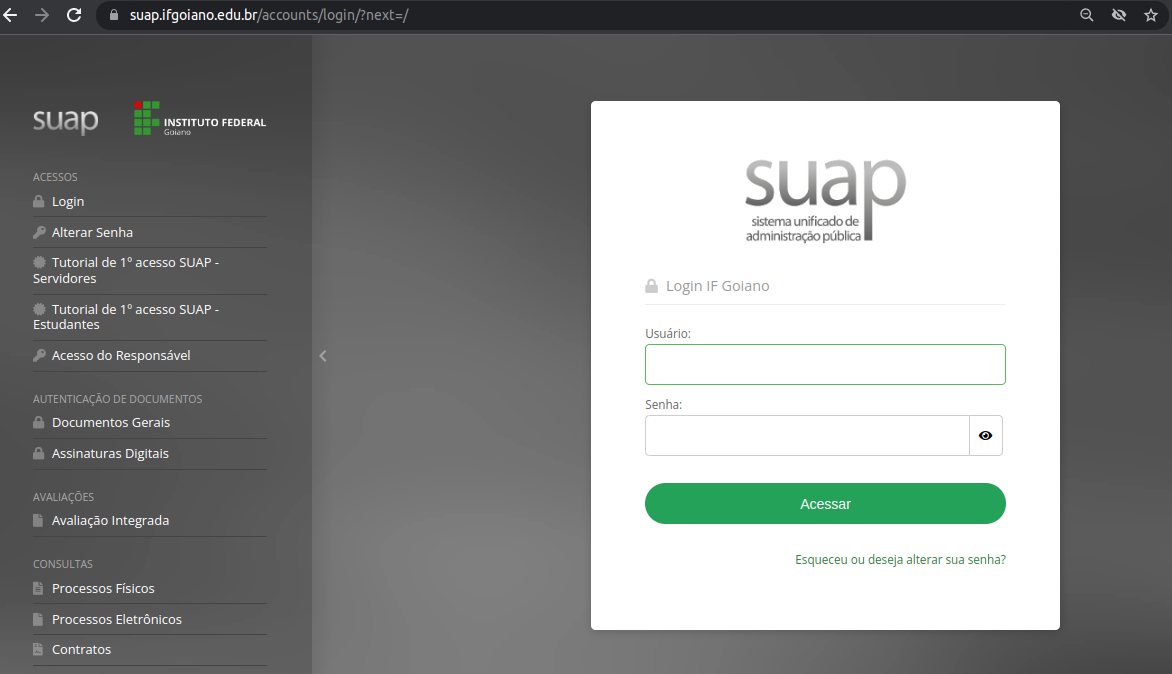 suap.ifgoiano.edu.br/accounts/login/?next=/
suap
INSTITUTO FEDERAL
Goiano
ACESSOS
Login
Alterar Senha
Tutorial de 1º acesso SUAP -
Servidores
Tutorial de 1º acesso SUAP -
Estudantes
Acesso do Responsável
AUTENTICAÇÃO DE DOCUMENTOS
Documentos Gerais
Assinaturas Digitais
AVALIAÇÕES
Avaliação Integrada
CONSULTAS
Processos Físicos
Processos Eletrônicos
Contratos
suap
sistema unificado de
administração pública
Login IF Goiano
Usuário:
Senha:
Acessar
Esqueceu ou deseja alterar sua senha?